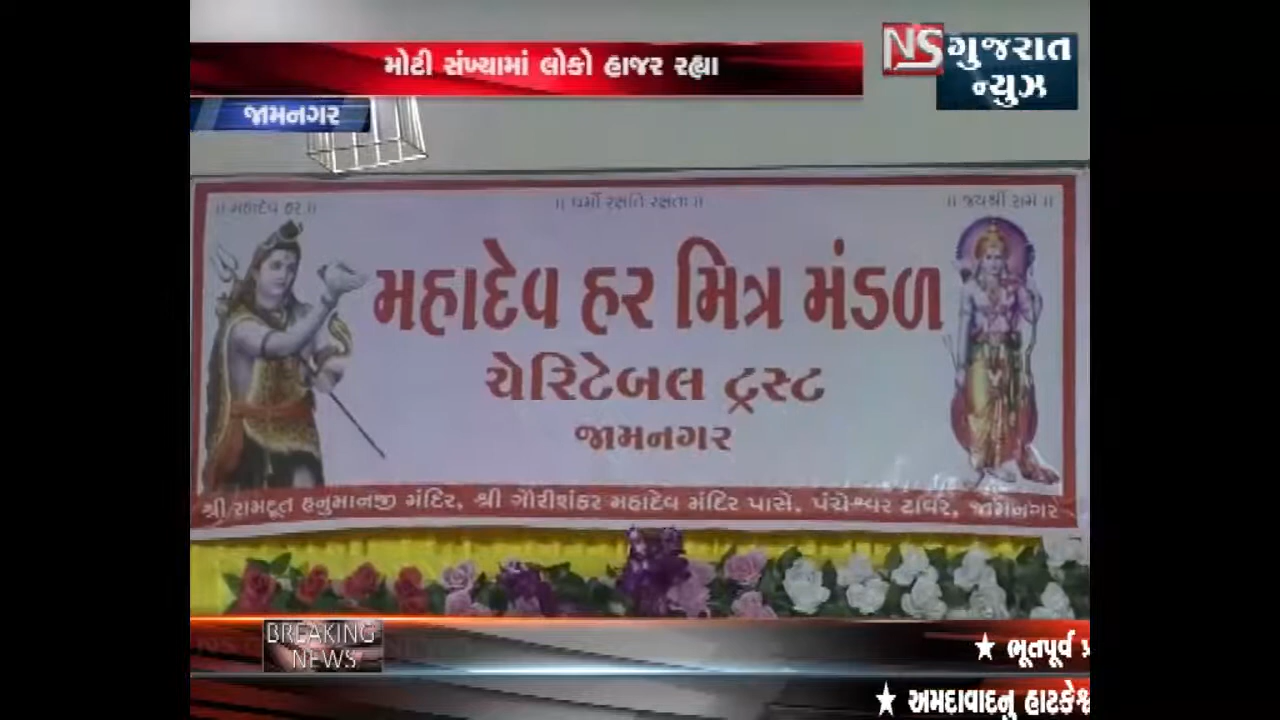 મોટી સંખ્યામાં લોકો હાજર રહ્યા
NS ગુજરાત
ન્યુઝ
જામનગર
॥ મહાદેવ હર ॥
॥ ધર્મો રક્ષતિ રક્ષતાઃ ॥
॥ જયશ્રી રામ ॥
મહાદેવ હર મિત્ર મંડળ
ચેરિટેબલ ટ્રસ્ટ
જામનગર
શ્રી રામદૂત હનુમાનજી મંદિર, શ્રી ગૌરીશંકર મહાદેવ મંદિર પાસે, પંચેશ્વર ટાવર, જામનગર
BREAKING
NEWS
★ ભૂતપૂર્વ
★ અમદાવાદનુ